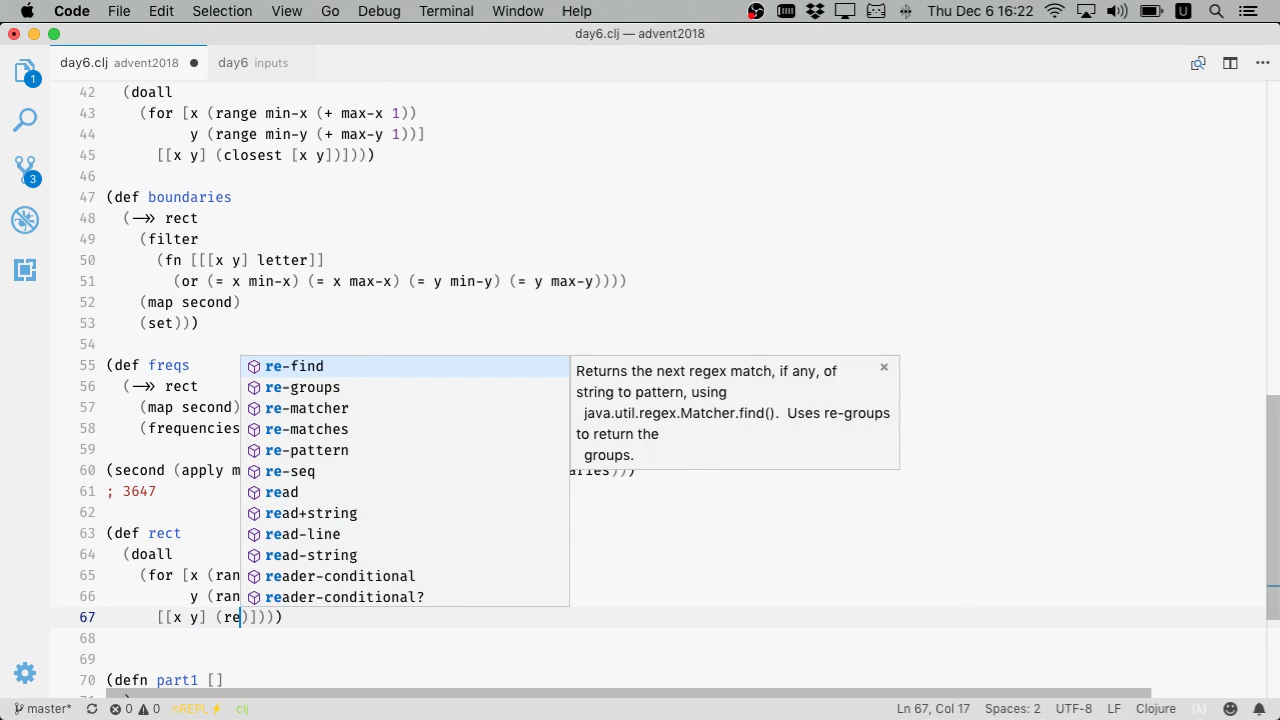 Code File Edit Selection View Go Debug Terminal Window Help Thu Dec 6 16:22 U
day6.clj — advent2018
day6.clj advent2018 ● day6 inputs
1
3
42 (doall
43 (for [x (range min-x (+ max-x 1))
44 y (range min-y (+ max-y 1))]
45 [[x y] (closest [x y])])))
46
47 (def boundaries
48 (->> rect
49 (filter
50 (fn [[[x y] letter]]
51 (or (= x min-x) (= x max-x) (= y min-y) (= y max-y))))
52 (map second)
53 (set)))
54
55 (def freqs
56 (->> rect
57 (map second)
58 (frequencies
59
60 (second (apply m aries)))
61 ; 3647
62
63 (def rect
64 (doall
65 (for [x (ran
66 y (ran
67 [[x y] (re)])))
68
69
70 (defn part1 []
re-find
re-groups
re-matcher
re-matches
re-pattern
re-seq
read
read+string
read-line
read-string
reader-conditional
reader-conditional?
Returns the next regex match, if any, of
string to pattern, using
java.util.regex.Matcher.find(). Uses re-groups
to return the
groups.
master* 0 0 nREPL⚡ clj Ln 67, Col 17 Spaces: 2 UTF-8 LF Clojure (λ)